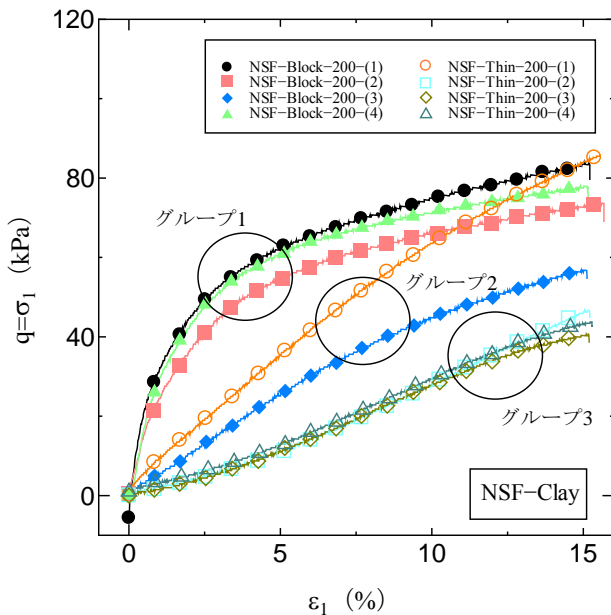 120
80
40
0
q=σ1 (kPa)
NSF-Block-200-(1)
NSF-Block-200-(2)
NSF-Block-200-(3)
NSF-Block-200-(4)
NSF-Thin-200-(1)
NSF-Thin-200-(2)
NSF-Thin-200-(3)
NSF-Thin-200-(4)
グループ1
グループ2
グループ3
NSF-Clay
0
5
10
15
ε1 (%)